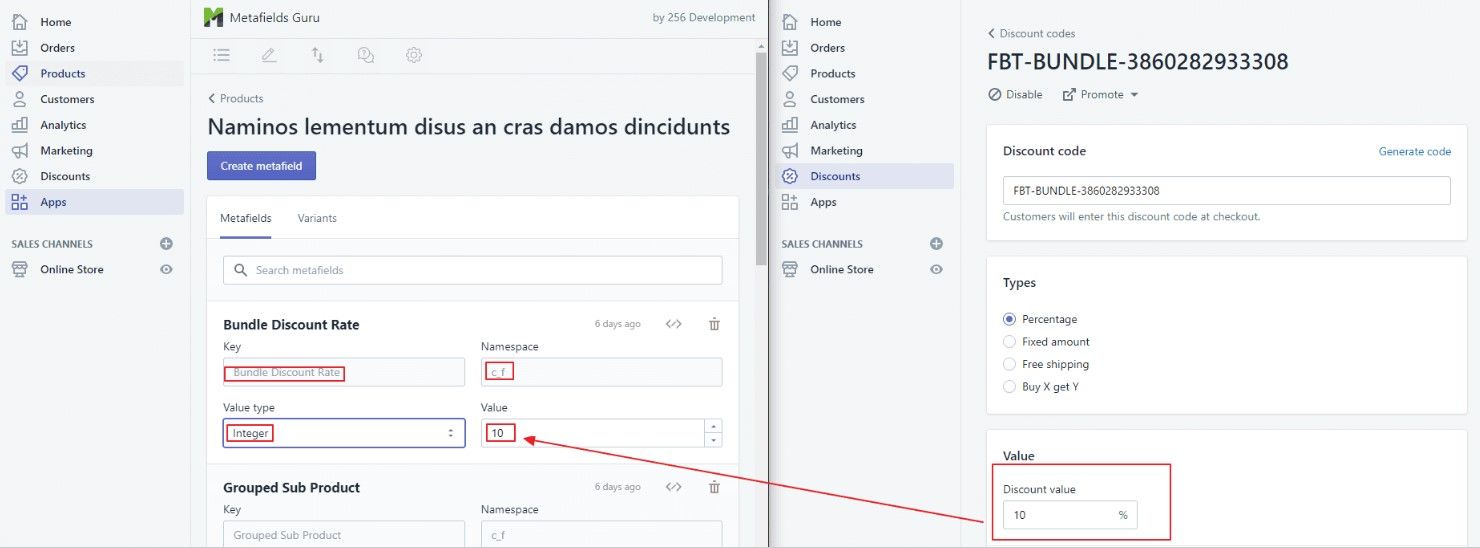 Home
Orders
Products
Customers
Analytics
Marketing
Discounts
Apps
SALES CHANNELS
Online Store
Metafields Guru
by 256 Development
Products
Naminos lementum disus an cras damos dincidunts
Create metafield
Metafields Variants
Search metafields
Bundle Discount Rate 6 days ago
Key Namespace
Bundle Discount Rate c_f
Value type Value
Integer 10
Grouped Sub Product 6 days ago
Key Namespace
Grouped Sub Product c_f
Home
Orders
Products
Customers
Analytics
Marketing
Discounts
Apps
SALES CHANNELS
Online Store
Discount codes
FBT-BUNDLE-3860282933308
Disable Promote
Discount code Generate code
FBT-BUNDLE-3860282933308
Customers will enter this discount code at checkout.
Types
Percentage
Fixed amount
Free shipping
Buy X get Y
Value
Discount value
10 %